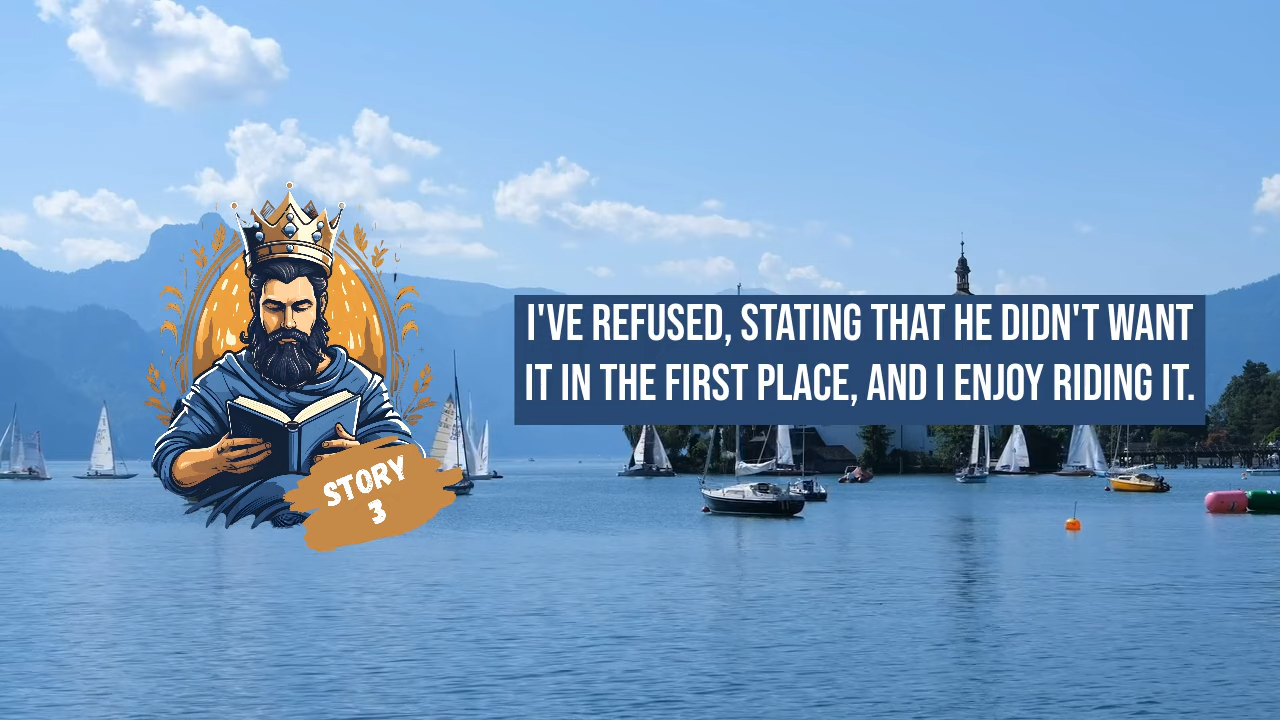 I'VE REFUSED, STATING THAT HE DIDN'T WANT
IT IN THE FIRST PLACE, AND I ENJOY RIDING IT.
STORY
3